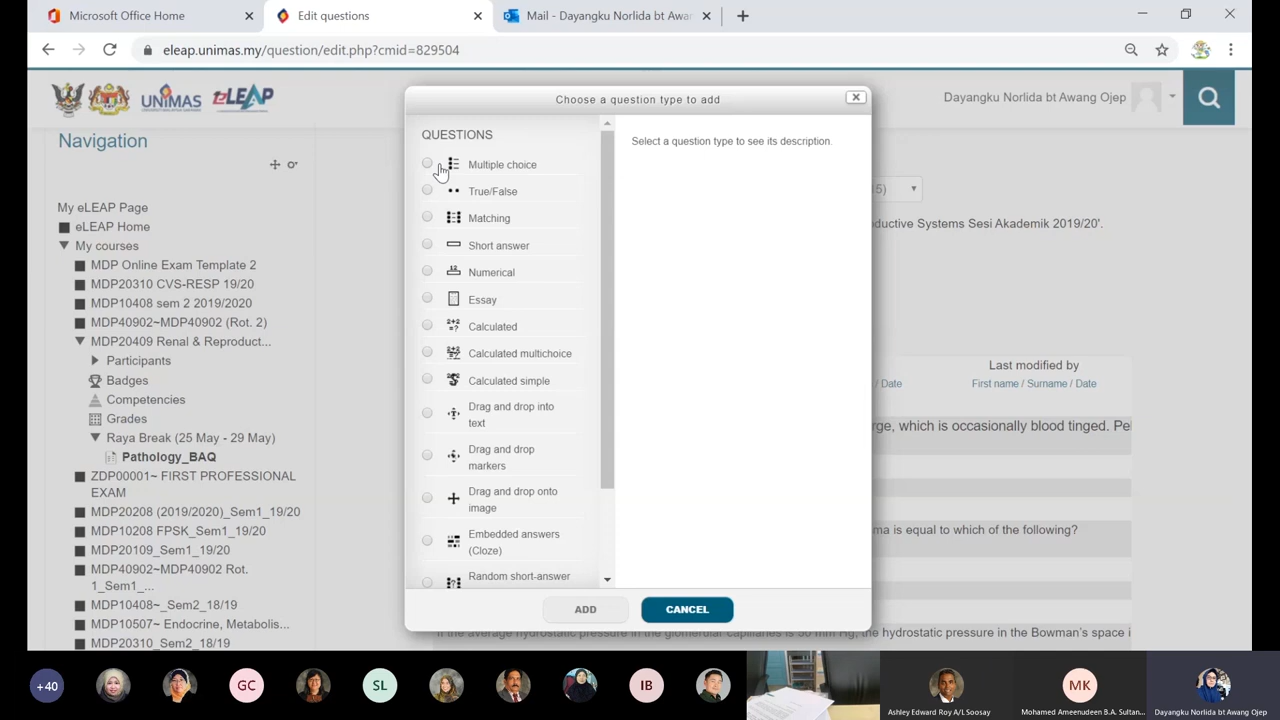 Microsoft Office Home
Edit questions
Mail - Dayangku Norlida bt Awan
eleap.unimas.my/question/edit.php?cmid=829504
UNIMAS
eLEAP
Dayangku Norlida bt Awang Ojep
Navigation
My eLEAP Page
eLEAP Home
My courses
MDP Online Exam Template 2
MDP20310 CVS-RESP 19/20
MDP10408 sem 2 2019/2020
MDP40902~MDP40902 (Rot. 2)
MDP20409 Renal & Reproduct...
Participants
Badges
Competencies
Grades
Raya Break (25 May - 29 May)
Pathology_BAQ
ZDP00001~ FIRST PROFESSIONAL
EXAM
MDP20208 (2019/2020)_Sem1_19/20
MDP10208 FPSK_Sem1_19/20
MDP20109_Sem1_19/20
MDP40902~MDP40902 Rot.
1_Sem1_...
MDP10408~_Sem2_18/19
MDP10507~ Endocrine, Metabolis...
MDP20310_Sem2_18/19
Choose a question type to add
QUESTIONS
Multiple choice
True/False
Matching
Short answer
Numerical
Essay
Calculated
Calculated multichoice
Calculated simple
Drag and drop into
text
Drag and drop
markers
Drag and drop onto
image
Embedded answers
(Cloze)
Random short-answer
Select a question type to see its description.
ADD
CANCEL
5)
ductive Systems Sesi Akademik 2019/20'.
Last modified by
/ Date
First name / Surname / Date
rge, which is occasionally blood tinged. Pe
ma is equal to which of the following?
If the average hydrostatic pressure in the glomerular capillaries is 50 mm Hg, the hydrostatic pressure in the Bowman's space i
+40
GC
SL
IB
MK
Ashley Edward Roy A/L Soosay
Mohamed Ameenudeen B.A. Sultan...
Dayangku Norlida bt Awang Ojep